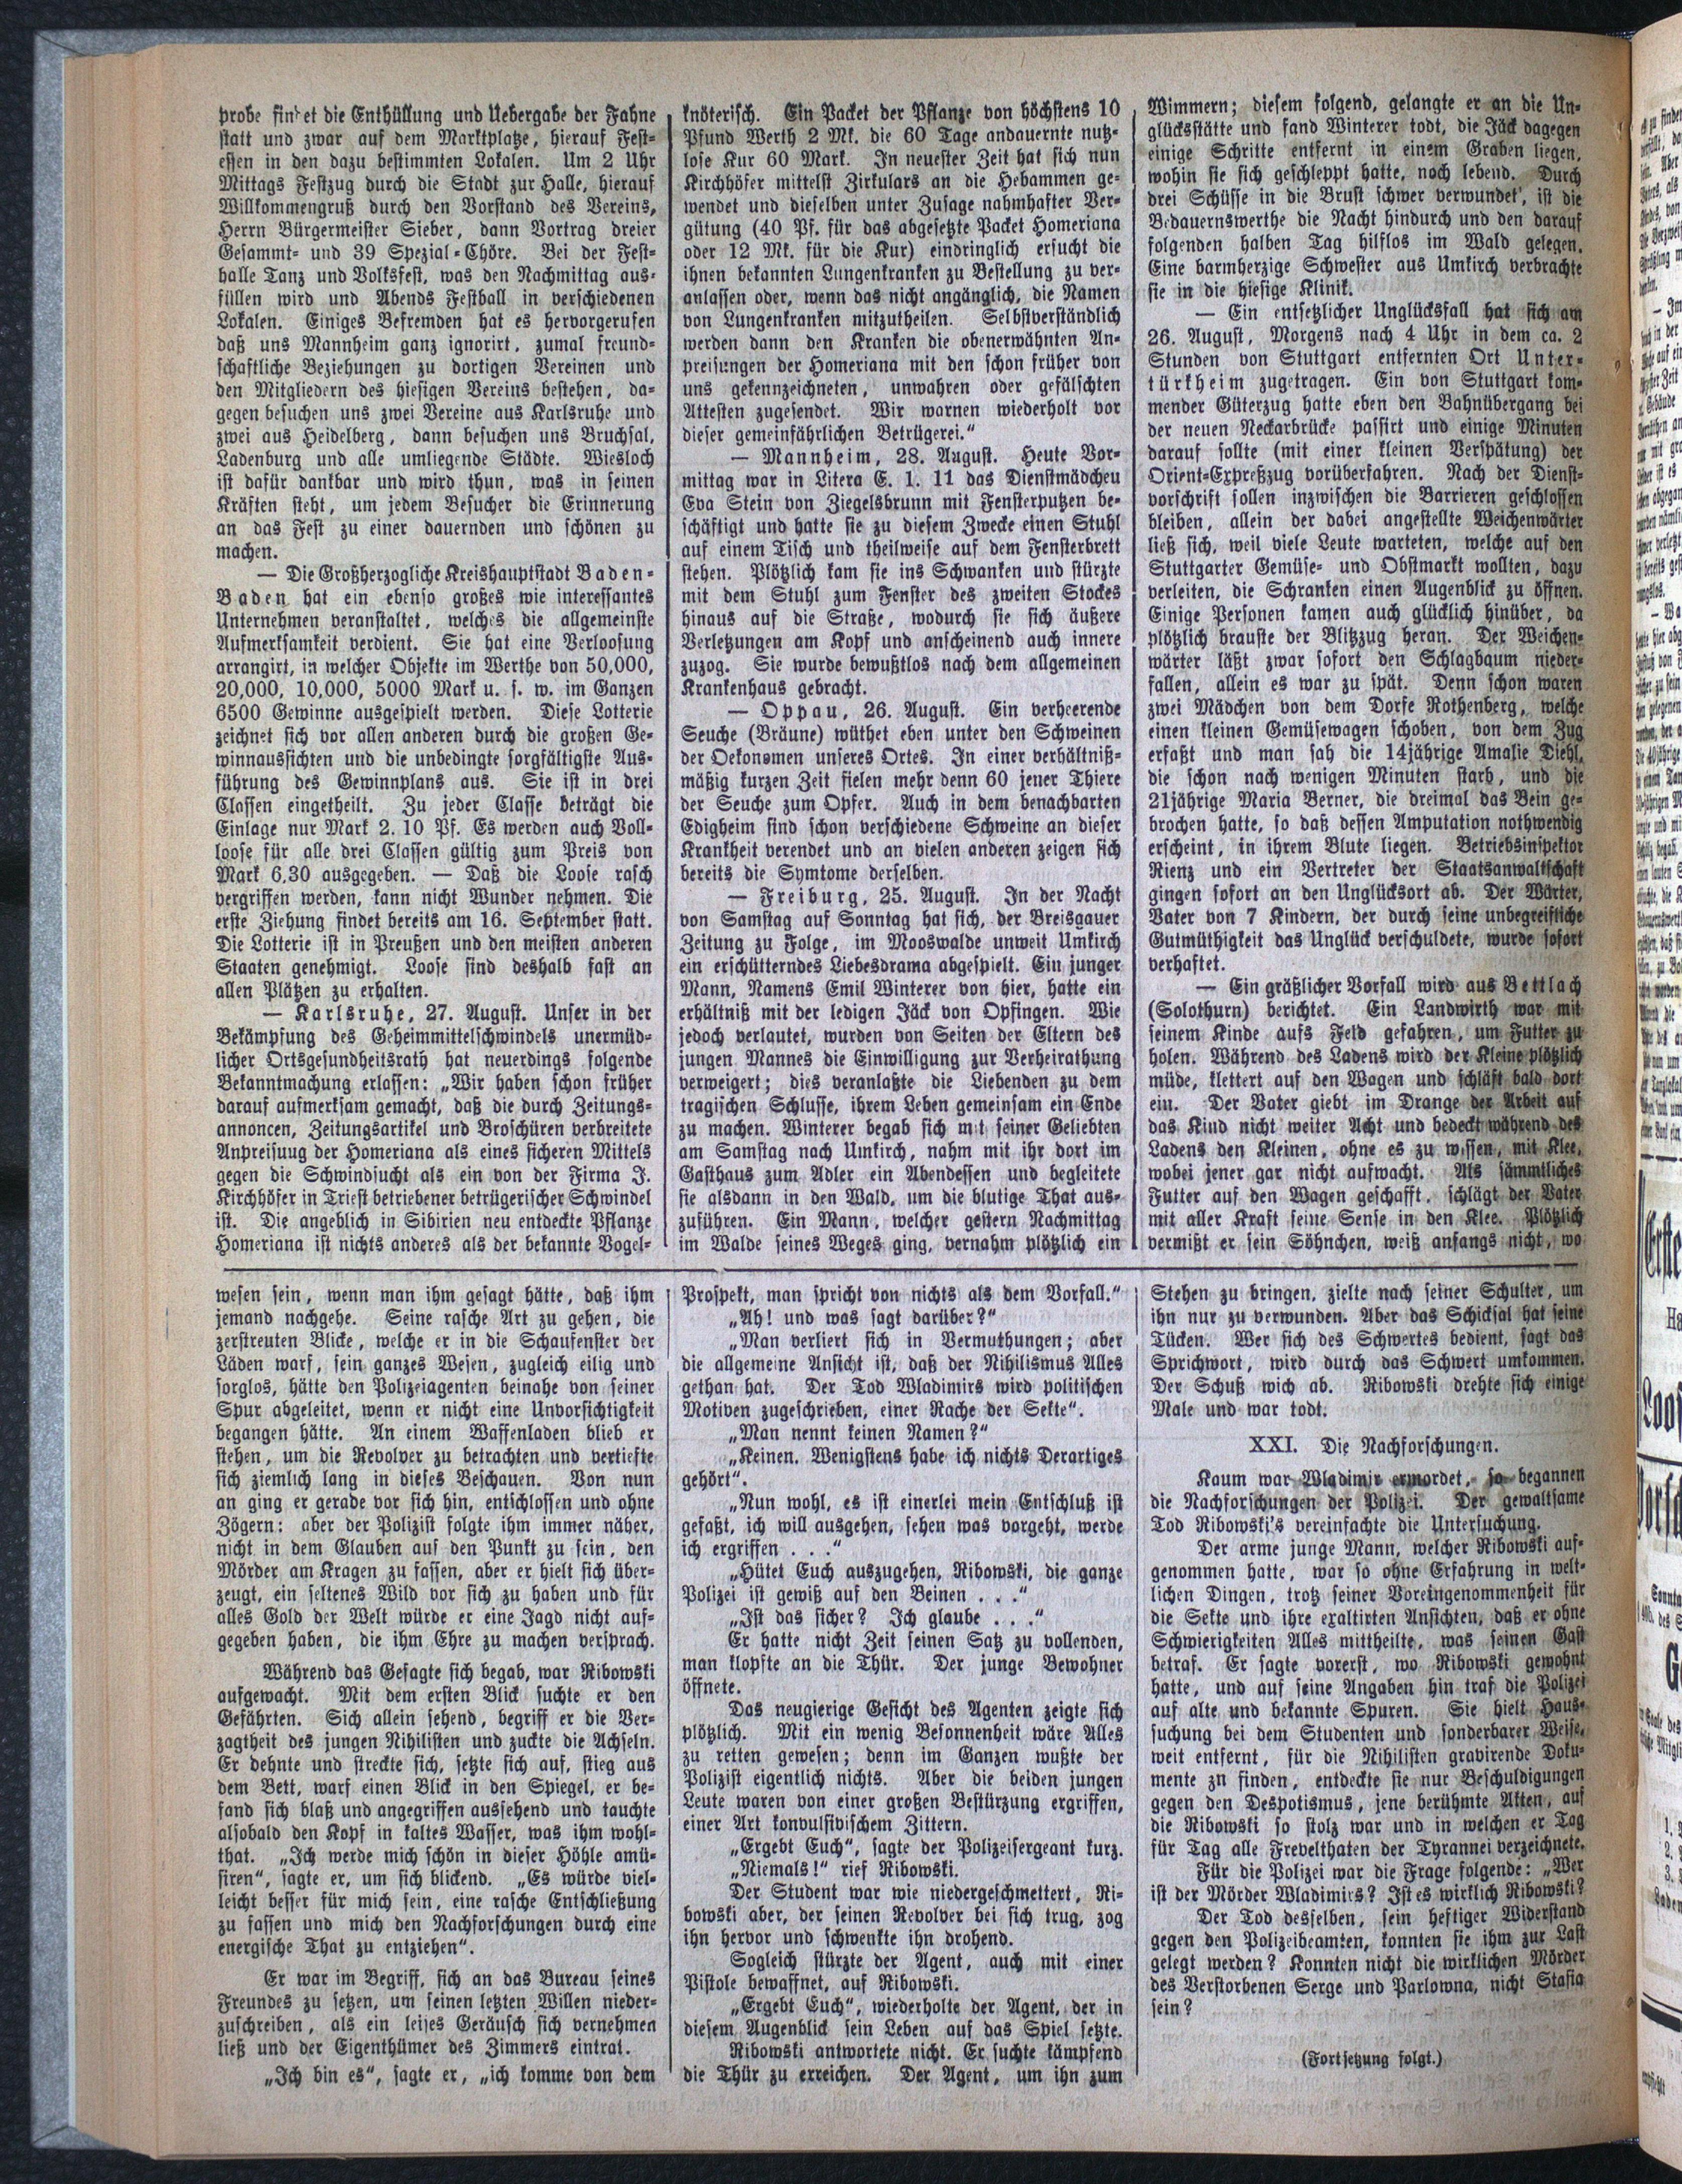 probe findet die Enthüllung und Uebergabe der Fahne
statt und zwar auf dem Marktplatze, hierauf Fest-
essen in den dazu bestimmten Lokalen. Um 2 Uhr
Mittags Festzug durch die Stadt zur Halle, hierauf
Willkommengruß durch den Vorstand des Vereins,
Herrn Bürgermeister Sieber, dann Vortrag dreier
Gesammt- und 39 Spezial-Chöre. Bei der Fest-
halle Tanz und Volksfest, was den Nachmittag aus-
füllen wird und Abends Festball in verschiedenen
Lokalen. Einiges Befremden hat es hervorgerufen
daß uns Mannheim ganz ignorirt, zumal freund-
schaftliche Beziehungen zu dortigen Vereinen und
den Mitgliedern des hiesigen Vereins bestehen, da-
gegen besuchen uns zwei Vereine aus Karlsruhe und
zwei aus Heidelberg, dann besuchen uns Bruchsal,
Ladenburg und alle umliegende Städte. Wiesloch
ist dafür dankbar und wird thun, was in seinen
Kräften steht, um jedem Besucher die Erinnerung
an das Fest zu einer dauernden und schönen zu
machen.
— Die Großherzogliche Kreishauptstadt Baden-
Baden hat ein ebenso großes wie interessantes
Unternehmen veranstaltet, welches die allgemeinste
Aufmerksamkeit verdient. Sie hat eine Verloosung
arrangirt, in welcher Objekte im Werthe von 50,000,
20,000, 10,000, 5000 Mark u. s. w. im Ganzen
6500 Gewinne ausgespielt werden. Diese Lotterie
zeichnet sich vor allen anderen durch die großen Ge-
winnaussichten und die unbedingte sorgfältigste Aus-
führung des Gewinnplans aus. Sie ist in drei
Classen eingetheilt. Zu jeder Classe beträgt die
Einlage nur Mark 2. 10 Pf. Es werden auch Voll-
loose für alle drei Classen gültig zum Preis von
Mark 6,30 ausgegeben. — Daß die Loose rasch
vergriffen werden, kann nicht Wunder nehmen. Die
erste Ziehung findet bereits am 16. September statt.
Die Lotterie ist in Preußen und den meisten anderen
Staaten genehmigt. Loose sind deshalb fast an
allen Plätzen zu erhalten.
— Karlsruhe, 27. August. Unser in der
Bekämpfung des Geheimmittelschwindels unermüd-
licher Ortsgesundheitsrath hat neuerdings folgende
Bekanntmachung erlassen: „Wir haben schon früher
darauf aufmerksam gemacht, daß die durch Zeitungs-
annoncen, Zeitungsartikel und Broschüren verbreitete
Anpreisuug der Homeriana als eines sicheren Mittels
gegen die Schwindsucht als ein von der Firma J.
Kirchhöfer in Triest betriebener betrügerischer Schwindel
ist. Die angeblich in Sibirien neu entdeckte Pflanze
Homeriana ist nichts anderes als der bekannte Vogel-
knöterisch. Ein Packet der Pflanze von höchstens 10
Pfund Werth 2 Mk. die 60 Tage andauernte nutz-
lose Kur 60 Mark. In neuester Zeit hat sich nun
Kirchhöfer mittelst Zirkulars an die Hebammen ge-
wendet und dieselben unter Zusage nahmhafter Ver-
gütung (40 Pf. für das abgesetzte Packet Homeriana
oder 12 Mk. für die Kur) eindringlich ersucht die
ihnen bekannten Lungenkranken zu Bestellung zu ver-
anlassen oder, wenn das nicht angänglich, die Namen
von Lungenkranken mitzutheilen. Selbstverständlich
werden dann den Kranken die obenerwähnten An-
preisungen der Homeriana mit den schon früher von
uns gekennzeichneten, unwahren oder gefälschten
Attesten zugesendet. Wir warnen wiederholt vor
dieser gemeinfährlichen Betrügerei.“
— Mannheim, 28. August. Heute Vor-
mittag war in Litera E. 1. 11 das Dienstmädcheu
Eva Stein von Ziegelsbrunn mit Fensterputzen be-
schäftigt und hatte sie zu diesem Zwecke einen Stuhl
auf einem Tisch und theilweise auf dem Fensterbrett
stehen. Plötzlich kam sie ins Schwanken und stürzte
mit dem Stuhl zum Fenster des zweiten Stockes
hinaus auf die Straße, wodurch sie sich äußere
Verletzungen am Kopf und anscheinend auch innere
zuzog. Sie wurde bewußtlos nach dem allgemeinen
Krankenhaus gebracht.
— Oppau, 26. August. Ein verheerende
Seuche (Bräune) wüthet eben unter den Schweinen
der Oekonomen unseres Ortes. In einer verhältniß-
mäßig kurzen Zeit fielen mehr denn 60 jener Thiere
der Seuche zum Opfer. Auch in dem benachbarten
Edigheim sind schon verschiedene Schweine an dieser
Krankheit verendet und an vielen anderen zeigen sich
bereits die Symtome derselben.
— Freiburg, 25. August. In der Nacht
von Samstag auf Sonntag hat sich, der Breisgauer
Zeitung zu Folge, im Mooswalde unweit Umkirch
ein erschütterndes Liebesdrama abgespielt. Ein junger
Mann, Namens Emil Winterer von hier, hatte ein
erhältniß mit der ledigen Jäck von Opfingen. Wie
jedoch verlautet, wurden von Seiten der Eltern des
jungen Mannes die Einwilligung zur Verheirathung
verweigert; dies veranlaßte die Liebenden zu dem
tragischen Schlusse, ihrem Leben gemeinsam ein Ende
zu machen. Winterer begab sich mit seiner Geliebten
am Samstag nach Umkirch, nahm mit ihr dort im
Gasthaus zum Adler ein Abendessen und begleitete
sie alsdann in den Wald, um die blutige That aus-
zuführen. Ein Mann, welcher gestern Nachmittag
im Walde seines Weges ging, vernahm plötzlich ein
Wimmern; diesem folgend, gelangte er an die Un-
glücksstätte und fand Winterer todt, die Jäck dagegen
einige Schritte entfernt in einem Graben liegen,
wohin sie sich geschleppt hatte, noch lebend. Durch
drei Schüsse in die Brust schwer verwundet, ist die
Bedauernswerthe die Nacht hindurch und den darauf
folgenden halben Tag hilflos im Wald gelegen.
Eine barmherzige Schwester aus Umkirch verbrachte
sie in die hiesige Klinik.
— Ein entsetzlicher Unglücksfall hat sich am
26. August, Morgens nach 4 Uhr in dem ca. 2
Stunden von Stuttgart entfernten Ort Unter-
türkheim zugetragen. Ein von Stuttgart kom-
mender Güterzug hatte eben den Bahnübergang bei
der neuen Neckarbrücke passirt und einige Minuten
darauf sollte (mit einer kleinen Verspätung) der
Orient-Expreßzug vorüberfahren. Nach der Dienst-
vorschrift sollen inzwischen die Barrieren geschlossen
bleiben, allein der dabei angestellte Weichenwärter
ließ sich, weil viele Leute warteten, welche auf den
Stuttgarter Gemüse- und Obstmarkt wollten, dazu
verleiten, die Schranken einen Augenblick zu öffnen.
Einige Personen kamen auch glücklich hinüber, da
plötzlich brauste der Blitzzug heran. Der Weichen-
wärter läßt zwar sofort den Schlagbaum nieder-
fallen, allein es war zu spät. Denn schon waren
zwei Mädchen von dem Dorfe Rothenberg, welche
einen kleinen Gemüsewagen schoben, von dem Zug
erfaßt und man sah die 14jährige Amalie Diehl,
die schon nach wenigen Minuten starb, und die
21jährige Maria Berner, die dreimal das Bein ge-
brochen hatte, so daß dessen Amputation nothwendig
erscheint, in ihrem Blute liegen. Betriebsinspektor
Rienz und ein Vertreter der Staatsanwaltschaft
gingen sofort an den Unglücksort ab. Der Wärter,
Vater von 7 Kindern, der durch seine unbegreifliche
Gutmüthigkeit das Unglück verschuldete, wurde sofort
verhaftet.
— Ein gräßlicher Vorfall wird aus Bettlach
(Solothurn) berichtet. Ein Landwirth war mit
seinem Kinde aufs Feld gefahren, um Futter zu
holen. Während des Ladens wird der Kleine plötzlich
müde, klettert auf den Wagen und schläft bald dort
ein. Der Vater giebt im Drange der Arbeit auf
das Kind nicht weiter Acht und bedeckt während des
Ladens den Kleinen, ohne es zu wissen, mit Klee,
wobei jener gar nicht aufwacht. Als sämmtliches
Futter auf den Wagen geschafft, schlägt der Vater
mit aller Kraft seine Sense in den Klee. Plötzlich
vermißt er sein Söhnchen, weiß anfangs nicht, wo
wesen sein, wenn man ihm gesagt hätte, daß ihm
jemand nachgehe. Seine rasche Art zu gehen, die
zerstreuten Blicke, welche er in die Schaufenster der
Läden warf, sein ganzes Wesen, zugleich eilig und
sorglos, hätte den Polizeiagenten beinahe von seiner
Spur abgeleitet, wenn er nicht eine Unvorsichtigkeit
begangen hätte. An einem Waffenladen blieb er
stehen, um die Revolver zu betrachten und vertiefte
sich ziemlich lang in dieses Beschauen. Von nun
an ging er gerade vor sich hin, entschlossen und ohne
Zögern: aber der Polizist folgte ihm immer näher,
nicht in dem Glauben auf den Punkt zu sein, den
Mörder am Kragen zu fassen, aber er hielt sich über-
zeugt, ein seltenes Wild vor sich zu haben und für
alles Gold der Welt würde er eine Jagd nicht auf-
gegeben haben, die ihm Ehre zu machen versprach.
Während das Gesagte sich begab, war Ribowski
aufgewacht. Mit dem ersten Blick suchte er den
Gefährten. Sich allein sehend, begriff er die Ver-
zagtheit des jungen Nihilisten und zuckte die Achseln.
Er dehnte und streckte sich, setzte sich auf, stieg aus
dem Bett, warf einen Blick in den Spiegel, er be-
fand sich blaß und angegriffen aussehend und tauchte
alsobald den Kopf in kaltes Wasser, was ihm wohl-
that. „Ich werde mich schön in dieser Höhle amü-
siren“, sagte er, um sich blickend. „Es würde viel-
leicht besser für mich sein, eine rasche Entschließung
zu fassen und mich den Nachforschungen durch eine
energische That zu entziehen“.
Er war im Begriff, sich an das Bureau seines
Freundes zu setzen, um seinen letzten Willen nieder-
zuschreiben, als ein leises Geräusch sich vernehmen
ließ und der Eigenthümer des Zimmers eintrat.
„Ich bin es“, sagte er, „ich komme von dem
Prospekt, man spricht von nichts als dem Vorfall.“
„Ah! und was sagt darüber?“
„Man verliert sich in Vermuthungen; aber
die allgemeine Ansicht ist, daß der Nihilismus Alles
gethan hat. Der Tod Wladimirs wird politischen
Motiven zugeschrieben, einer Rache der Sekte“.
„Man nennt keinen Namen?“
„Keinen. Wenigstens habe ich nichts Derartiges
gehört“.
„Nun wohl, es ist einerlei mein Entschluß ist
gefaßt, ich will ausgehen, sehen was vorgeht, werde
ich ergriffen . . .“
„Hütet Euch auszugehen, Ribowski, die ganze
Polizei ist gewiß auf den Beinen . . .“
„Ist das sicher? Ich glaube . . .“
Er hatte nicht Zeit seinen Satz zu vollenden,
man klopfte an die Thür. Der junge Bewohner
öffnete.
Das neugierige Gesicht des Agenten zeigte sich
plötzlich. Mit ein wenig Besonnenheit wäre Alles
zu retten gewesen; denn im Ganzen wußte der
Polizist eigentlich nichts. Aber die beiden jungen
Leute waren von einer großen Bestürzung ergriffen,
einer Art konvulsivischem Zittern.
„Ergebt Euch“, sagte der Polizeisergeant kurz.
„Niemals!“ rief Ribowski.
Der Student war wie niedergeschmettert, Ri-
bowski aber, der seinen Revolver bei sich trug, zog
ihn hervor und schwenkte ihn drohend.
Sogleich stürzte der Agent, auch mit einer
Pistole bewaffnet, auf Ribowski.
„Ergebt Euch“, wiederholte der Agent, der in
diesem Augenblick sein Leben auf das Spiel setzte.
Ribowski antwortete nicht. Er suchte kämpfend
die Thür zu erreichen. Der Agent, um ihn zum
Stehen zu bringen, zielte nach seiner Schulter, um
ihn nur zu verwunden. Aber das Schicksal hat seine
Tücken. Wer sich des Schwertes bedient, sagt das
Sprichwort, wird durch das Schwert umkommen.
Der Schuß wich ab. Ribowski drehte sich einige
Male und war todt.
XXI. Die Nachforschungen.
Kaum war Wladimir ermordet, so begannen
die Nachforschungen der Polizei. Der gewaltsame
Tod Ribowski's vereinfachte die Untersuchung.
Der arme junge Mann, welcher Ribowski auf-
genommen hatte, war so ohne Erfahrung in welt-
lichen Dingen, trotz seiner Voreingenommenheit für
die Sekte und ihre exaltirten Ansichten, daß er ohne
Schwierigkeiten Alles mittheilte, was seinen Gast
betraf. Er sagte vorerst, wo Ribowski gewohnt
hatte, und auf seine Angaben hin traf die Polizei
auf alte und bekannte Spuren. Sie hielt Haus-
suchung bei dem Studenten und sonderbarer Weise,
weit entfernt, für die Nihilisten gravirende Doku-
mente zn finden, entdeckte sie nur Beschuldigungen
gegen den Despotismus, jene berühmte Akten, auf
die Ribowski so stolz war und in welchen er Tag
für Tag alle Frevelthaten der Tyrannei verzeichnete.
Für die Polizei war die Frage folgende: „Wer
ist der Mörder Wladimirs? Ist es wirklich Ribowski?
Der Tod desselben, sein heftiger Widerstand
gegen den Polizeibeamten, konnten sie ihm zur Last
gelegt werden? Konnten nicht die wirklichen Mörder
des Verstorbenen Serge und Parlowna, nicht Stasia
sein?
(Fortsetzung folgt.)